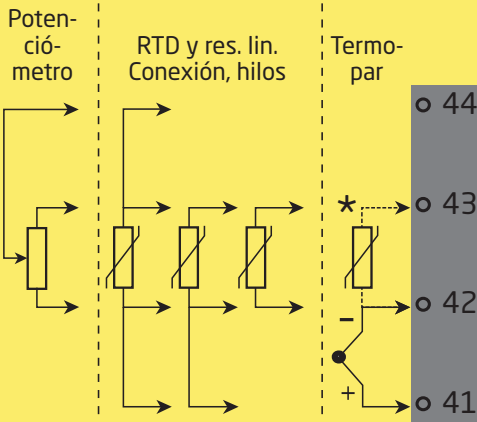 Poten-
ció-
metro
RTD y res. lin.
Conexión, hilos
Termo-
par
44
*
43
42
–
+
41